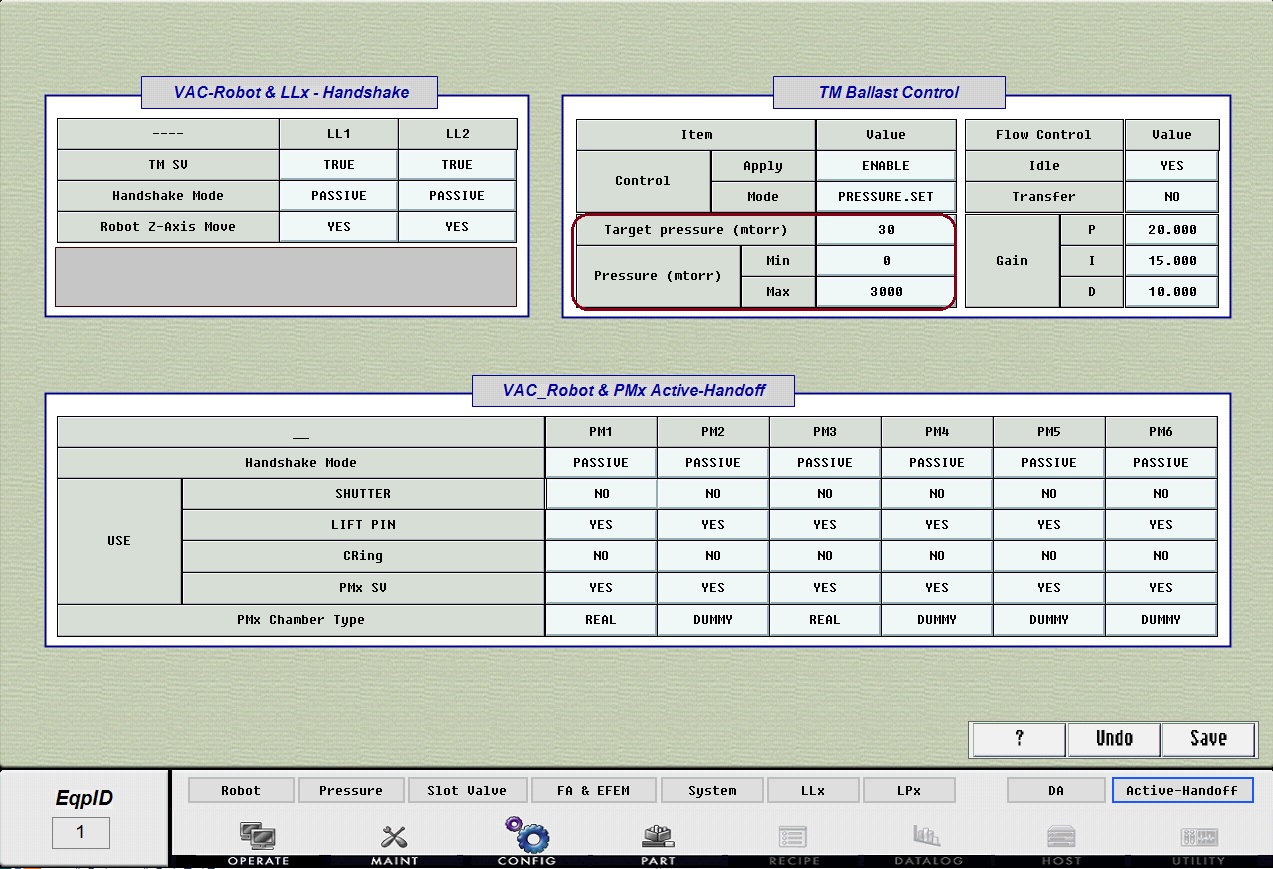 VAC-Robot & LLx - Handshake
---- LL1 LL2
TM SV TRUE TRUE
Handshake Mode PASSIVE PASSIVE
Robot Z-Axis Move YES YES
TM Ballast Control
Item Value Flow Control Value
Control Apply ENABLE Idle YES
Mode PRESSURE.SET Transfer NO
Target pressure (mtorr) 30 Gain P 20.000
Pressure (mtorr) Min 0 I 15.000
Max 3000 D 10.000
VAC_Robot & PMx Active-Handoff
__ PM1 PM2 PM3 PM4 PM5 PM6
Handshake Mode PASSIVE PASSIVE PASSIVE PASSIVE PASSIVE PASSIVE
USE SHUTTER NO NO NO NO NO NO
LIFT PIN YES YES YES YES YES YES
CRing NO NO NO NO NO NO
PMx SV YES YES YES YES YES YES
PMx Chamber Type REAL DUMMY REAL DUMMY DUMMY DUMMY
? Undo Save
EqpID
1
Robot Pressure Slot Valve FA & EFEM System LLx LPx DA Active-Handoff
OPERATE MAINT CONFIG PART RECIPE DATALOG HOST UTILITY